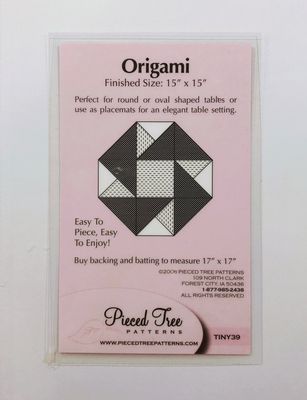 Origami
Finished Size: 15" x 15"
Perfect for round or oval shaped tables or
use as placemats for an elegant table setting.
Easy To
Piece, Easy
To Enjoy!
Buy backing and batting to measure 17" x 17"
©2009 PIECED TREE PATTERNS
109 NORTH CLARK
FOREST CITY, IA 50436
1-877-985-2438
ALL RIGHTS RESERVED
Pieced Tree
PATTERNS
WWW.PIECEDTREEPATTERNS.COM
TINY39